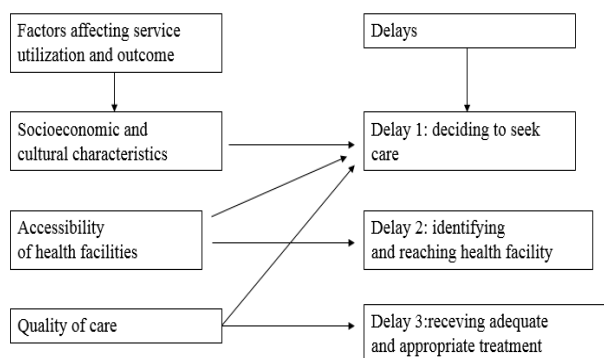 Factors affecting service
utilization and outcome
Delays
Socioeconomic and
cultural characteristics
Delay 1: deciding to seek
care
Accessibility
of health facilities
Delay 2: identifying
and reaching health facility
Quality of care
Delay 3:receving adequate
and appropriate treatment